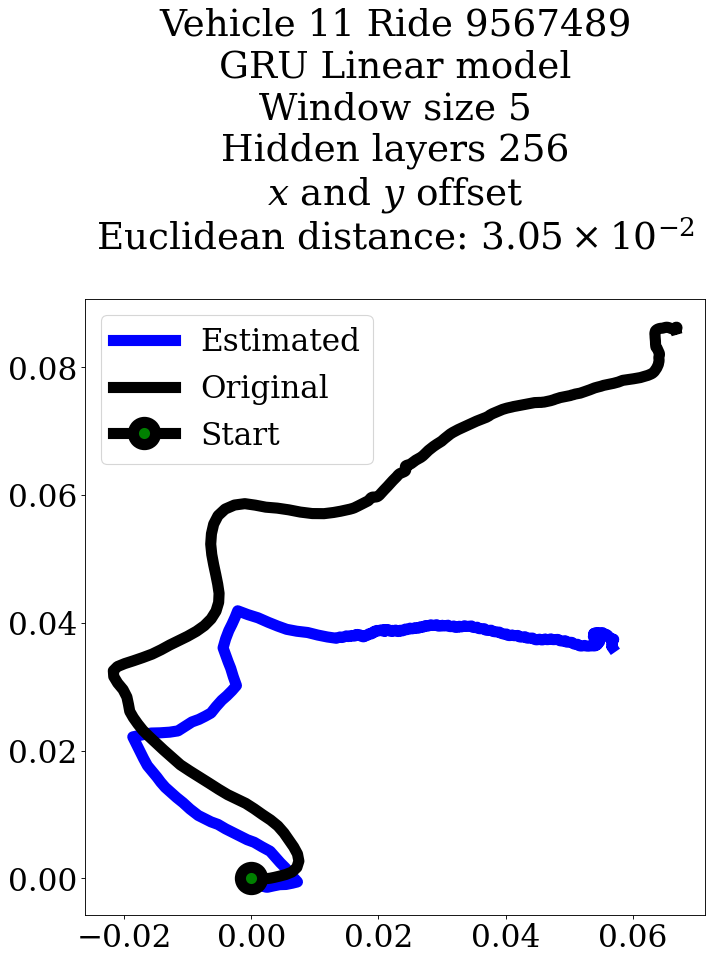 Vehicle 11 Ride 9567489
GRU Linear model
Window size 5
Hidden layers 256
x and y offset
Euclidean distance: 3.05 × 10⁻²
Estimated
Original
Start
0.08
0.06
0.04
0.02
0.00
−0.02 0.00 0.02 0.04 0.06